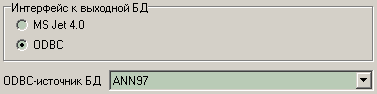 Интерфейс к выходной БД
MS Jet 4.0
ODBC
ODBC-источник БД ANN97